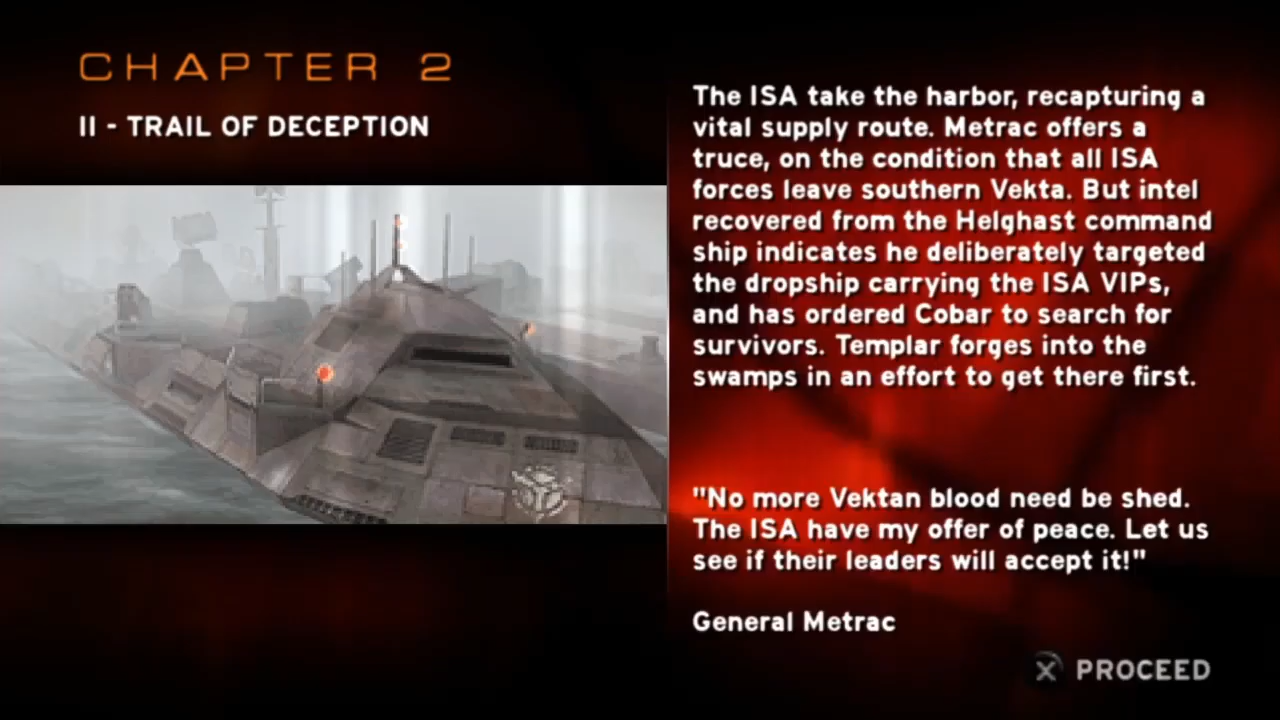 CHAPTER 2
II - TRAIL OF DECEPTION
The ISA take the harbor, recapturing a
vital supply route. Metrac offers a
truce, on the condition that all ISA
forces leave southern Vekta. But intel
recovered from the Helghast command
ship indicates he deliberately targeted
the dropship carrying the ISA VIPs,
and has ordered Cobar to search for
survivors. Templar forges into the
swamps in an effort to get there first.
"No more Vektan blood need be shed.
The ISA have my offer of peace. Let us
see if their leaders will accept it!"
General Metrac
X PROCEED